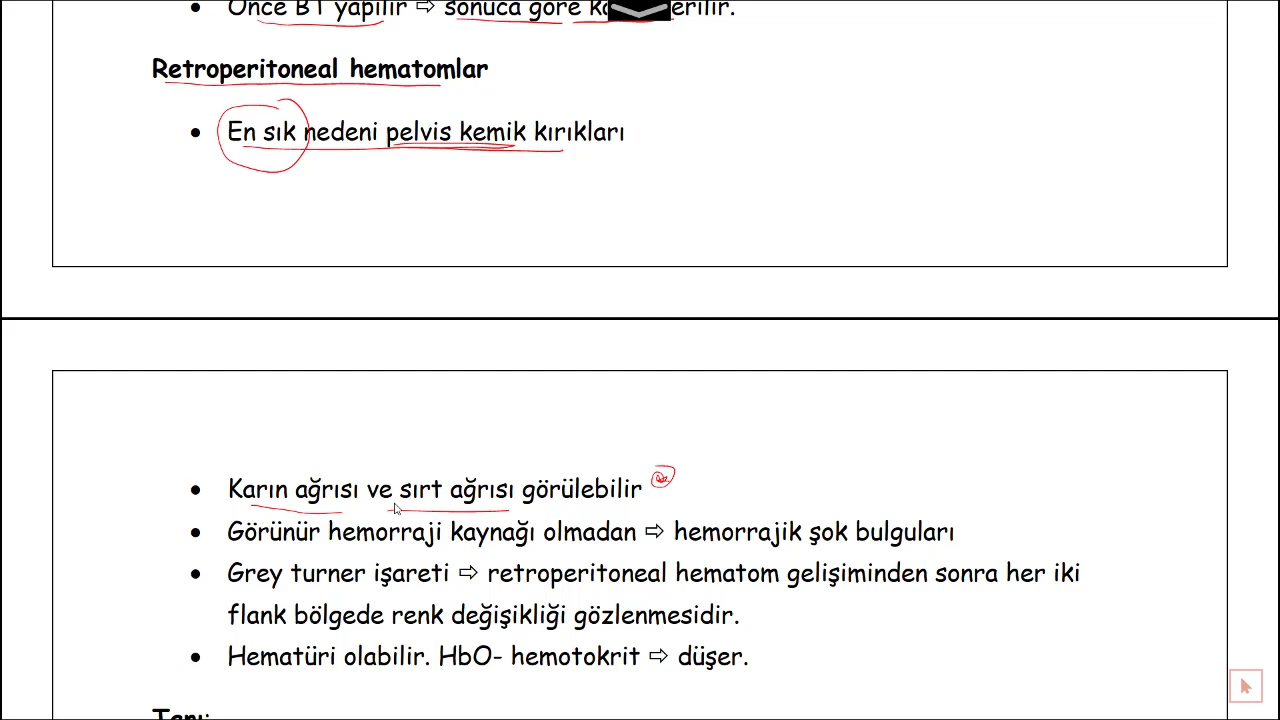 • Önce BT yapılır ⇨ sonuca göre
Retroperitoneal hematomlar
• En sık nedeni pelvis kemik kırıkları
• Karın ağrısı ve sırt ağrısı görülebilir
• Görünür hemorraji kaynağı olmadan ⇨ hemorrajik şok bulguları
• Grey turner işareti ⇨ retroperitoneal hematom gelişiminden sonra her iki
flank bölgede renk değişikliği gözlenmesidir.
• Hematüri olabilir. HbO- hemotokrit ⇨ düşer.